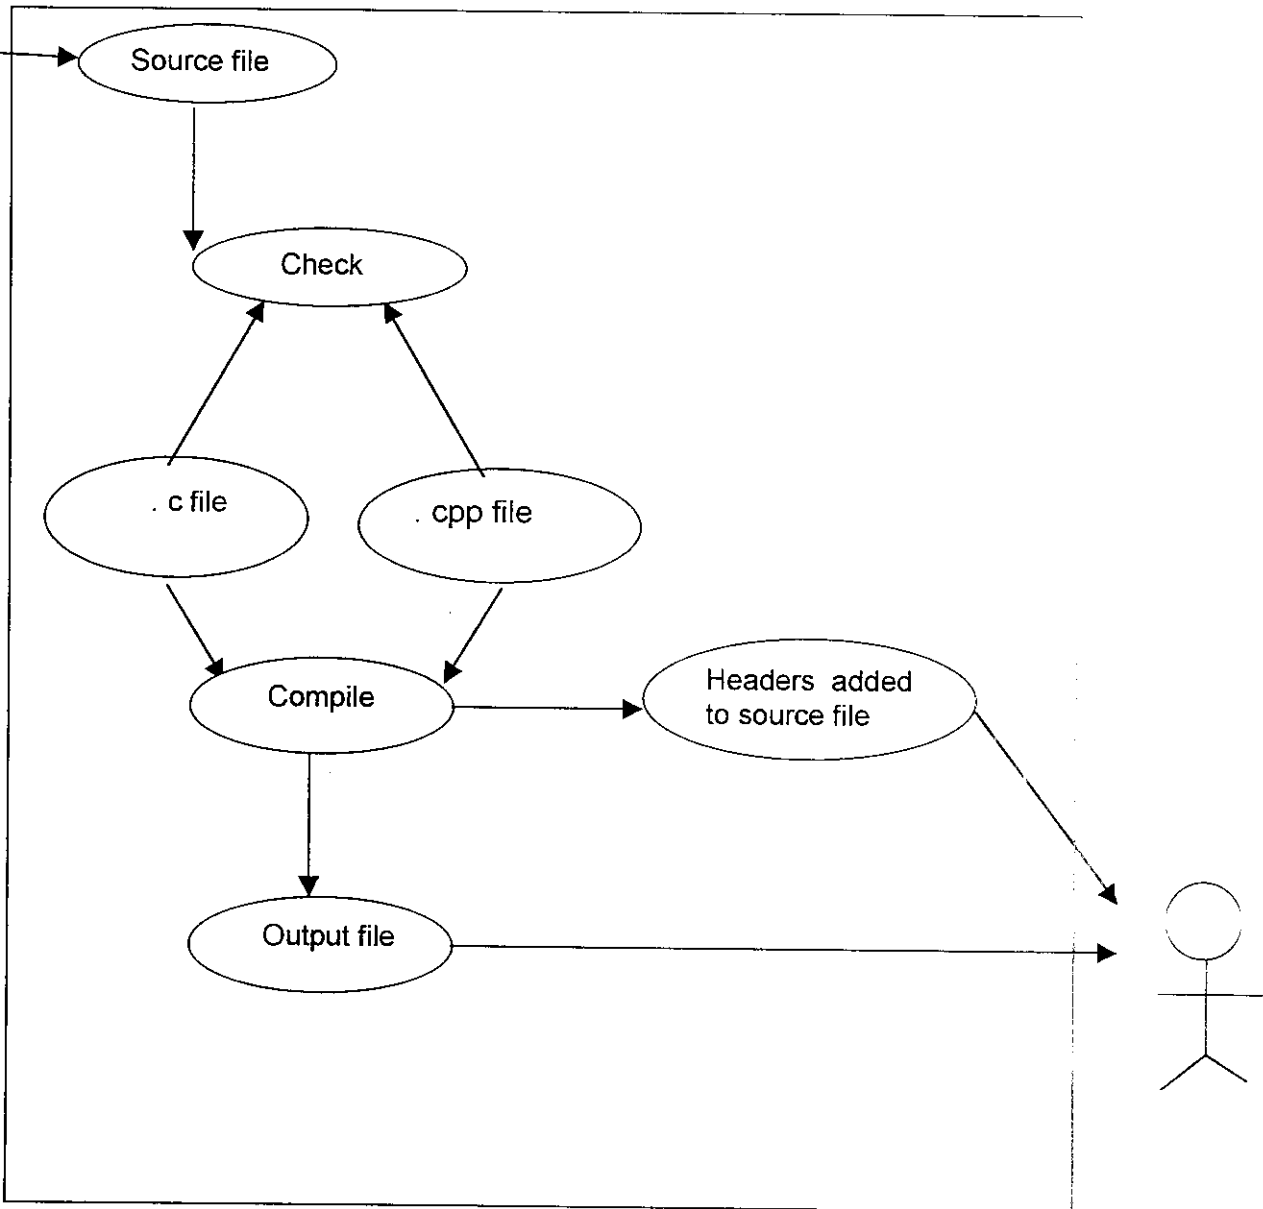 Source file
Check
. c file
. cpp file
Compile
Headers added
to source file
Output file